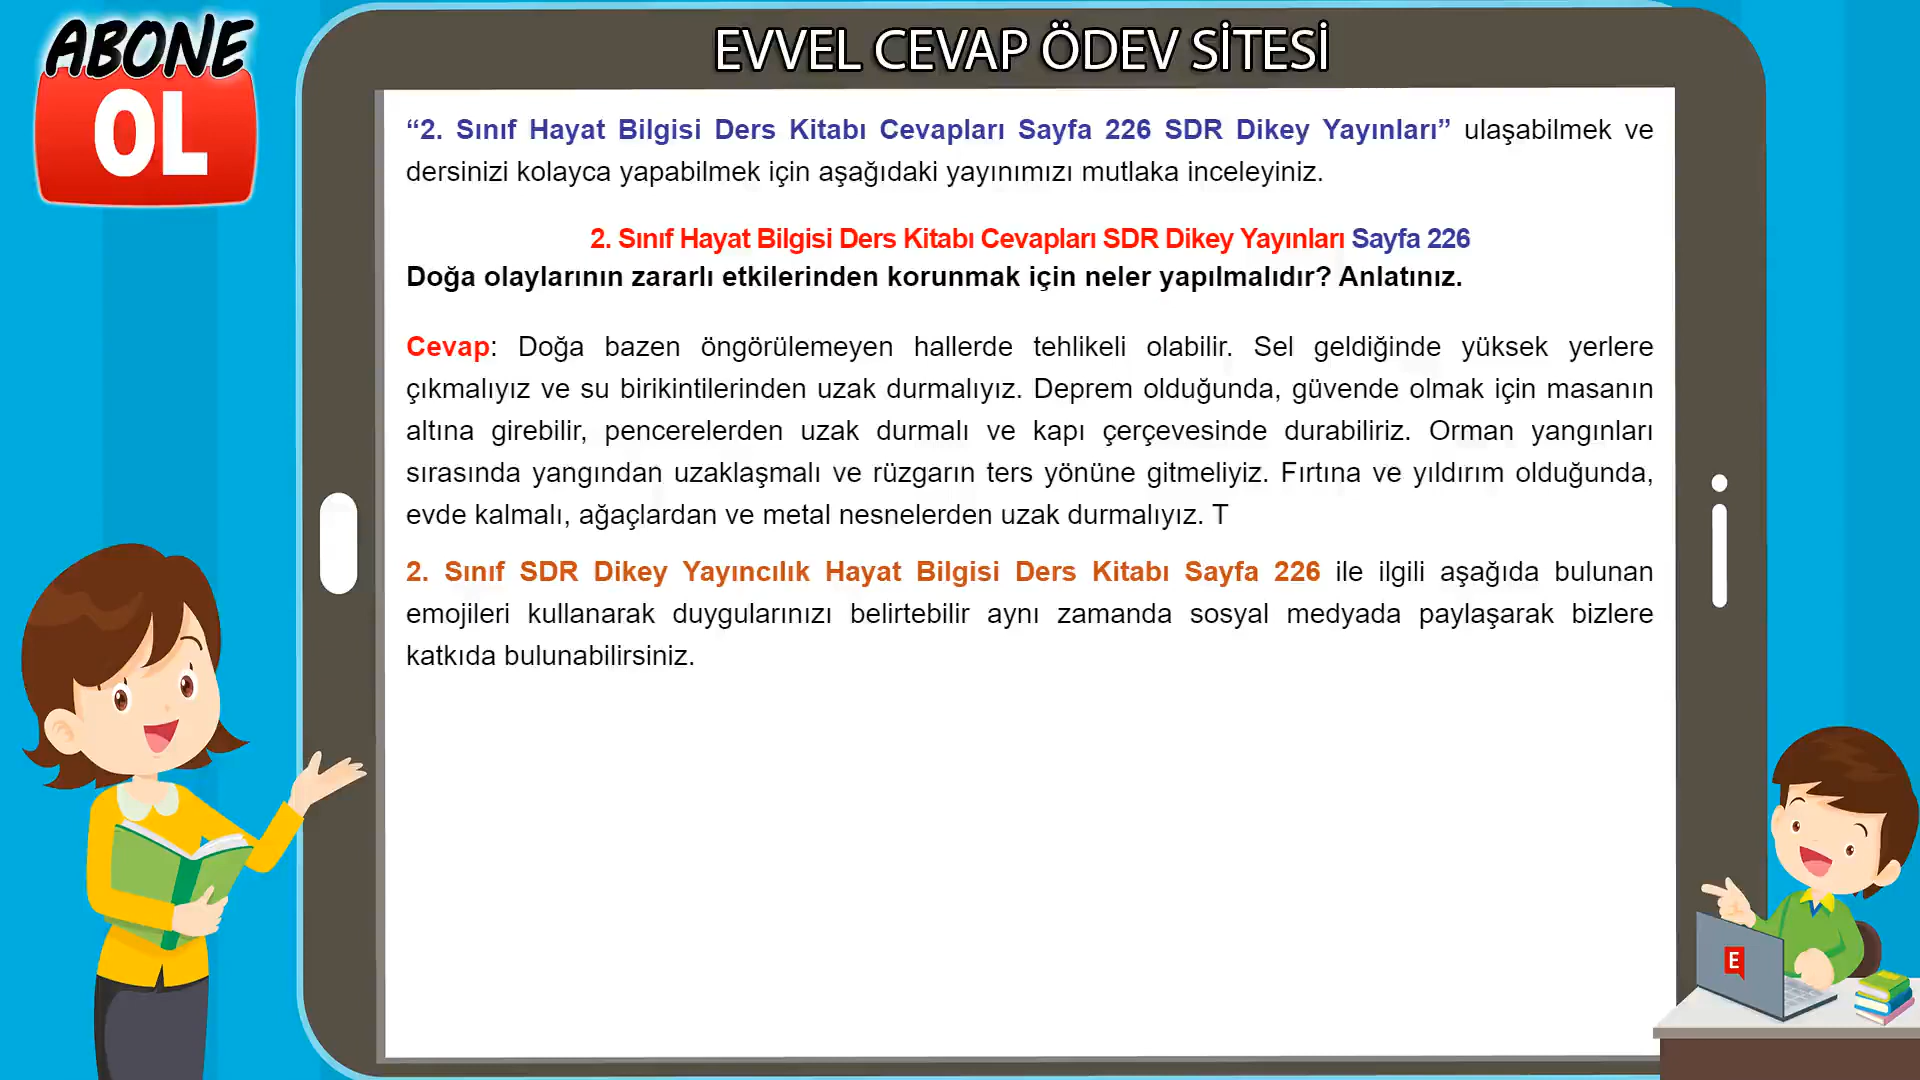 ABONE
OL
EVVEL CEVAP ÖDEV SİTESİ
“2. Sınıf Hayat Bilgisi Ders Kitabı Cevapları Sayfa 226 SDR Dikey Yayınları” ulaşabilmek ve
dersinizi kolayca yapabilmek için aşağıdaki yayınımızı mutlaka inceleyiniz.
2. Sınıf Hayat Bilgisi Ders Kitabı Cevapları SDR Dikey Yayınları Sayfa 226
Doğa olaylarının zararlı etkilerinden korunmak için neler yapılmalıdır? Anlatınız.
Cevap: Doğa bazen öngörülemeyen hallerde tehlikeli olabilir. Sel geldiğinde yüksek yerlere
çıkmalıyız ve su birikintilerinden uzak durmalıyız. Deprem olduğunda, güvende olmak için masanın
altına girebilir, pencerelerden uzak durmalı ve kapı çerçevesinde durabiliriz. Orman yangınları
sırasında yangından uzaklaşmalı ve rüzgarın ters yönüne gitmeliyiz. Fırtına ve yıldırım olduğunda,
evde kalmalı, ağaçlardan ve metal nesnelerden uzak durmalıyız. T
2. Sınıf SDR Dikey Yayıncılık Hayat Bilgisi Ders Kitabı Sayfa 226 ile ilgili aşağıda bulunan
emojileri kullanarak duygularınızı belirtebilir aynı zamanda sosyal medyada paylaşarak bizlere
katkıda bulunabilirsiniz.
E